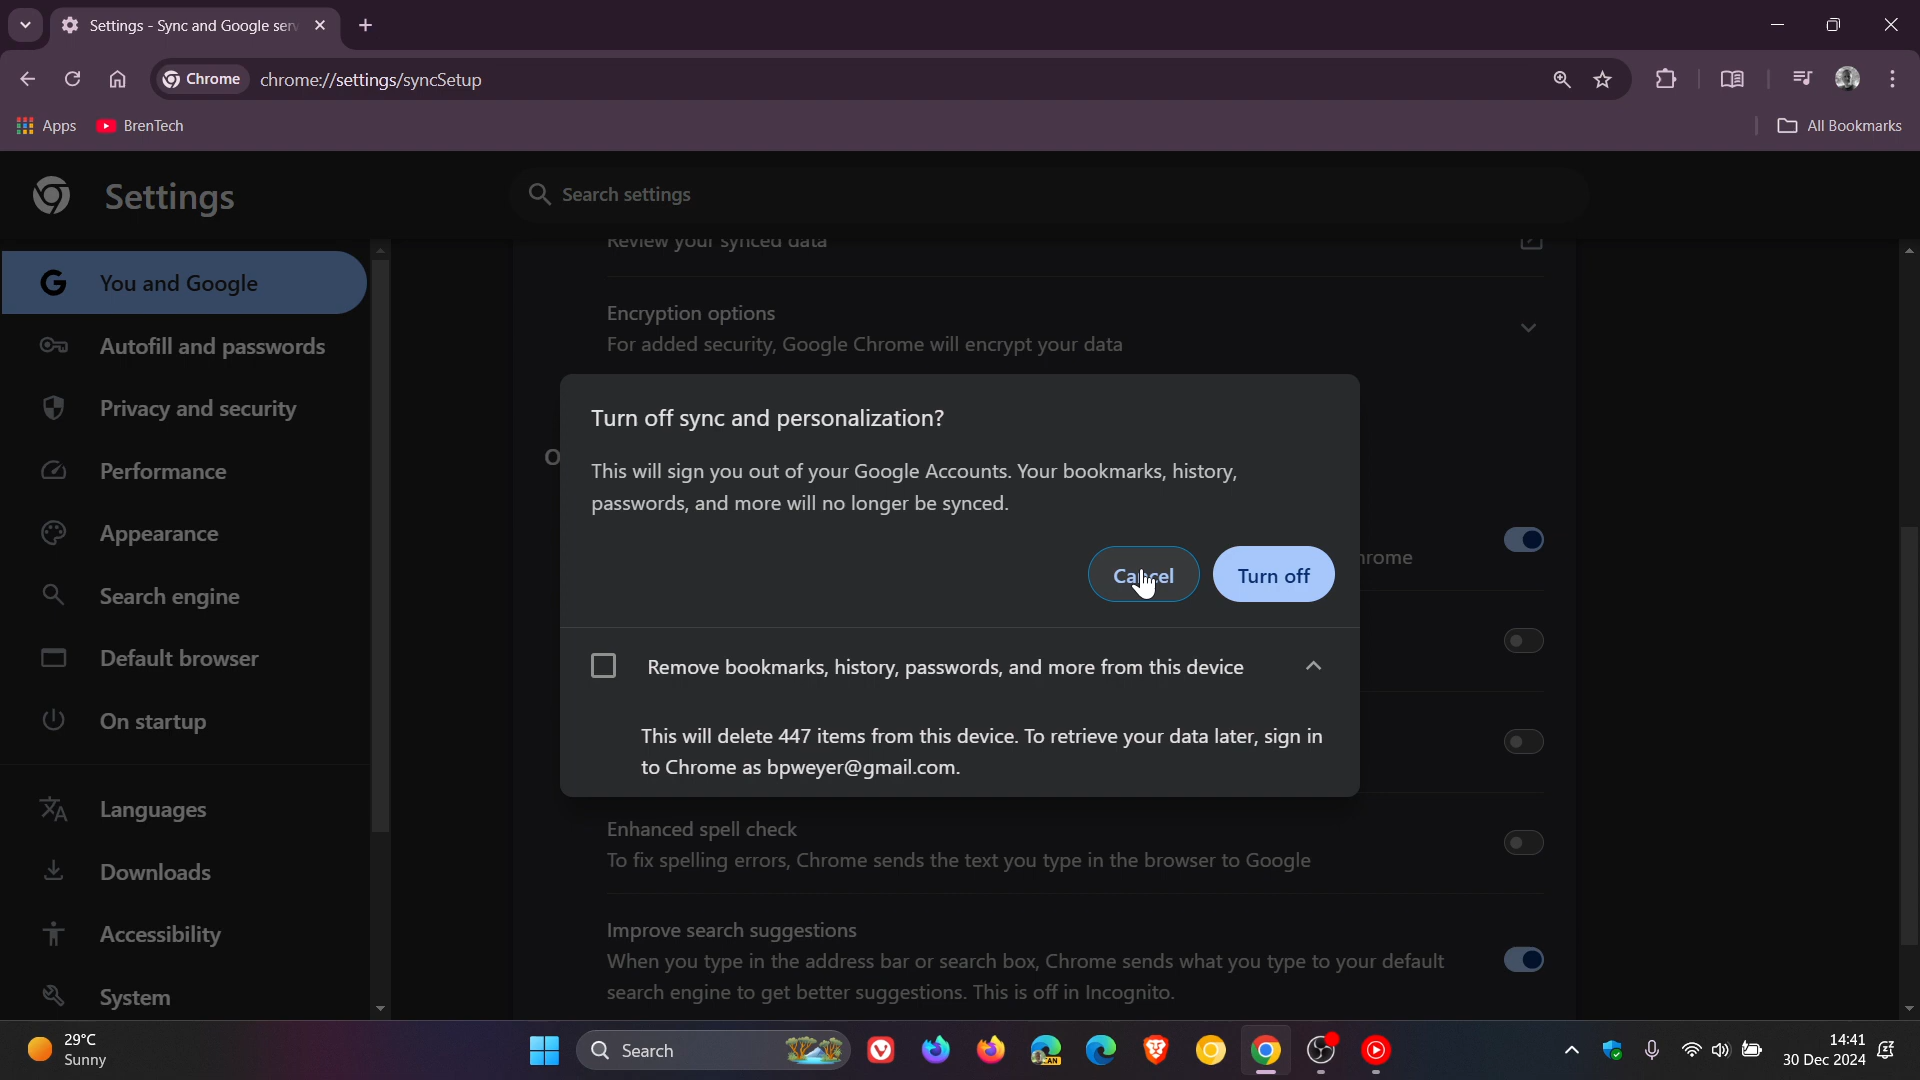 Settings - Sync and Google serv
Chrome
chrome://settings/syncSetup
Apps
BrenTech
All Bookmarks
Settings
Search settings
Review your synced data
You and Google
Encryption options
For added security, Google Chrome will encrypt your data
Autofill and passwords
Privacy and security
Turn off sync and personalization?
O
This will sign you out of your Google Accounts. Your bookmarks, history,
passwords, and more will no longer be synced.
Performance
Appearance
hrome
Cancel
Turn off
Search engine
Default browser
Remove bookmarks, history, passwords, and more from this device
On startup
This will delete 447 items from this device. To retrieve your data later, sign in
to Chrome as bpweyer@gmail.com.
Languages
Enhanced spell check
To fix spelling errors, Chrome sends the text you type in the browser to Google
Downloads
Accessibility
Improve search suggestions
When you type in the address bar or search box, Chrome sends what you type to your default
search engine to get better suggestions. This is off in Incognito.
System
29°C
Sunny
Search
CAN
14:41
30 Dec 2024